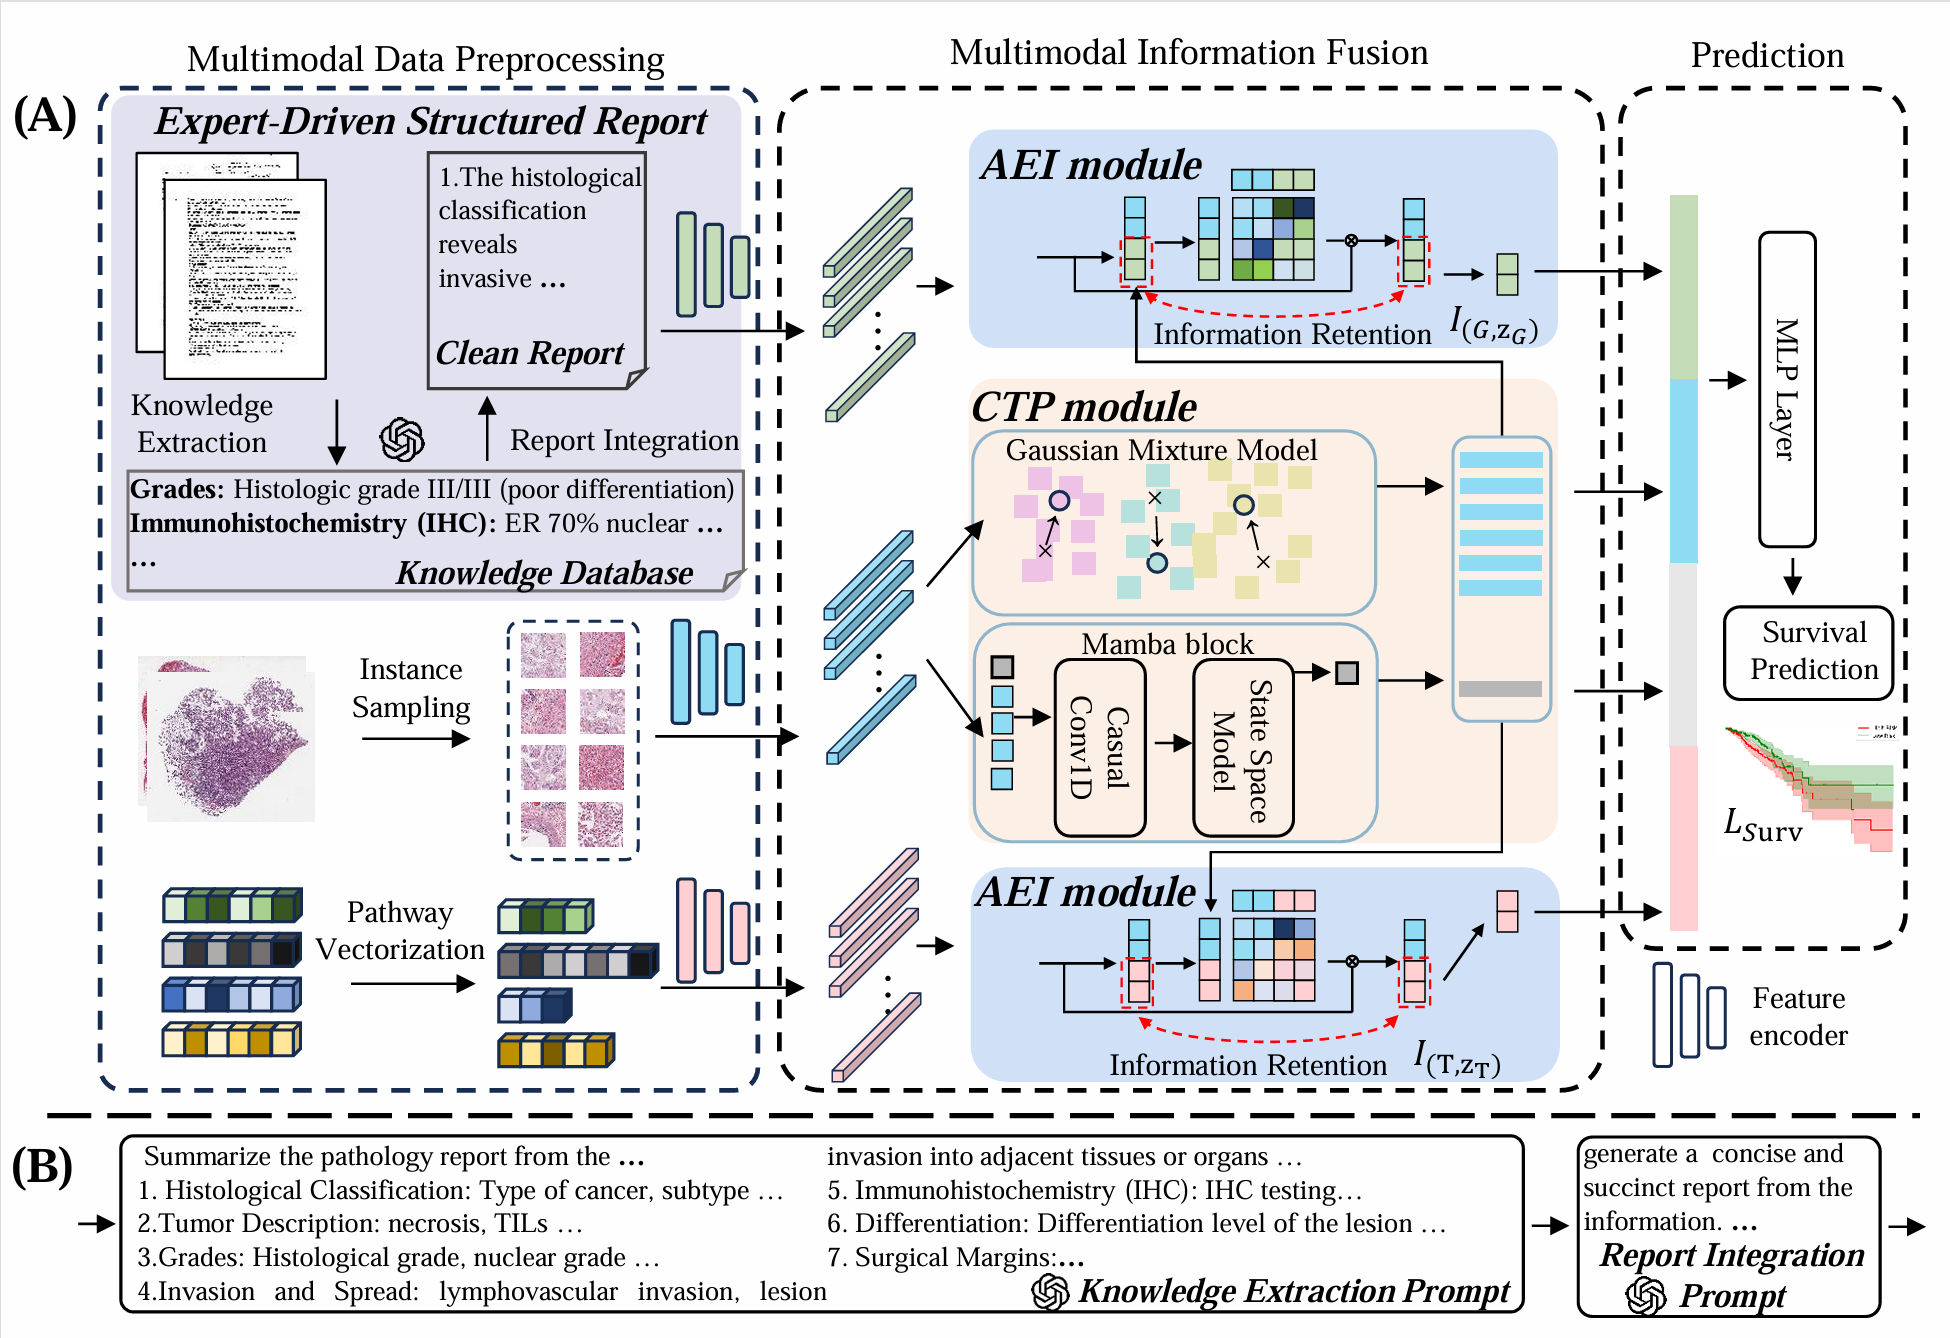 Multimodal Data Preprocessing
Multimodal Information Fusion
Prediction
(A)
Expert-Driven Structured Report
1.The histological
classification
reveals
invasive ...
Clean Report
Knowledge
Extraction
Report Integration
Grades: Histologic grade III/III (poor differentiation)
Immunohistochemistry (IHC): ER 70% nuclear ...
...
Knowledge Database
Instance
Sampling
Pathway
Vectorization
AEI module
Information Retention
I(G,zG)
CTP module
Gaussian Mixture Model
Mamba block
Casual
Conv1D
State Space
Model
AEI module
Information Retention
I(T,zT)
MLP Layer
Survival
Prediction
LSurv
Feature
encoder
(B)
Summarize the pathology report from the ...
1. Histological Classification: Type of cancer, subtype ...
2.Tumor Description: necrosis, TILs ...
3.Grades: Histological grade, nuclear grade ...
4.Invasion and Spread: lymphovascular invasion, lesion
invasion into adjacent tissues or organs ...
5. Immunohistochemistry (IHC): IHC testing...
6. Differentiation: Differentiation level of the lesion ...
7. Surgical Margins:...
Knowledge Extraction Prompt
generate a concise and
succinct report from the
information. ...
Report Integration
Prompt